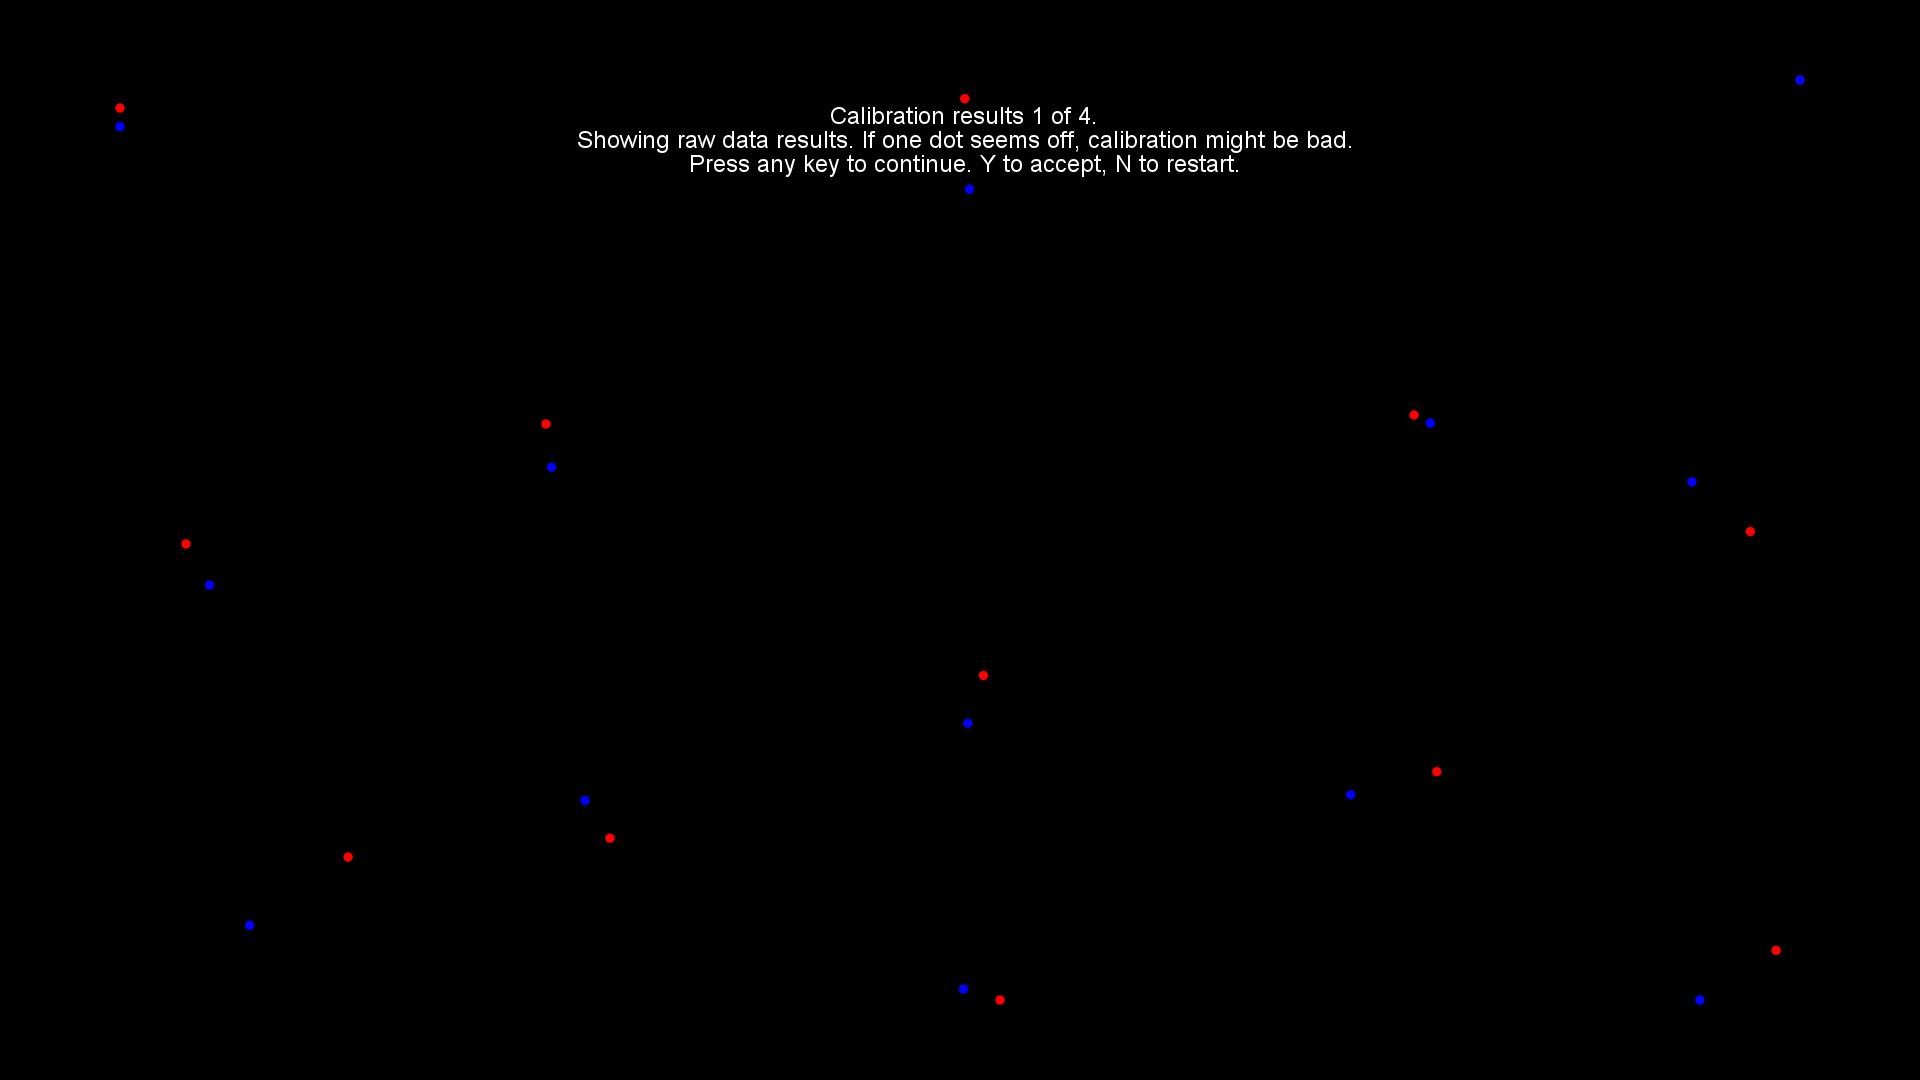 Calibration results 1 of 4.
Showing raw data results. If one dot seems off, calibration might be bad.
Press any key to continue. Y to accept, N to restart.